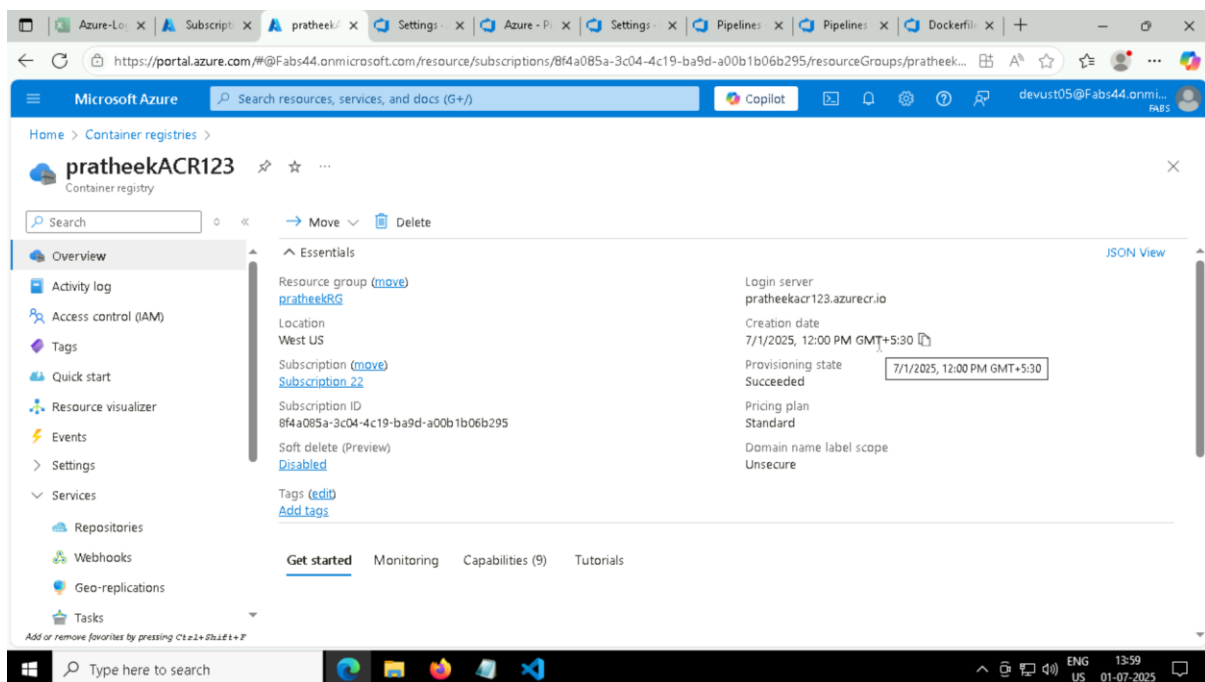 Azure-Lo
Subscripti
pratheekA
Settings
Azure - Pi
Settings
Pipelines
Pipelines
Dockerfil
https://portal.azure.com/#@Fabs44.onmicrosoft.com/resource/subscriptions/8f4a085a-3c04-4c19-ba9d-a00b1b06b295/resourceGroups/pratheek...
Microsoft Azure
Search resources, services, and docs (G+/)
Copilot
devust05@Fabs44.onmi...
FABS
Home > Container registries >
pratheekACR123
Container registry
Search
Move
Delete
Overview
Activity log
Access control (IAM)
Tags
Quick start
Resource visualizer
Events
Settings
Services
Repositories
Webhooks
Geo-replications
Tasks
Add or remove favorites by pressing Ctrl+Shift+F
Essentials
JSON View
Resource group (move)
pratheekRG
Location
West US
Subscription (move)
Subscription 22
Subscription ID
8f4a085a-3c04-4c19-ba9d-a00b1b06b295
Soft delete (Preview)
Disabled
Tags (edit)
Add tags
Login server
pratheekacr123.azurecr.io
Creation date
7/1/2025, 12:00 PM GMT+5:30
7/1/2025, 12:00 PM GMT+5:30
Provisioning state
Succeeded
Pricing plan
Standard
Domain name label scope
Unsecure
Get started
Monitoring
Capabilities (9)
Tutorials
Type here to search
ENG
US
13:59
01-07-2025